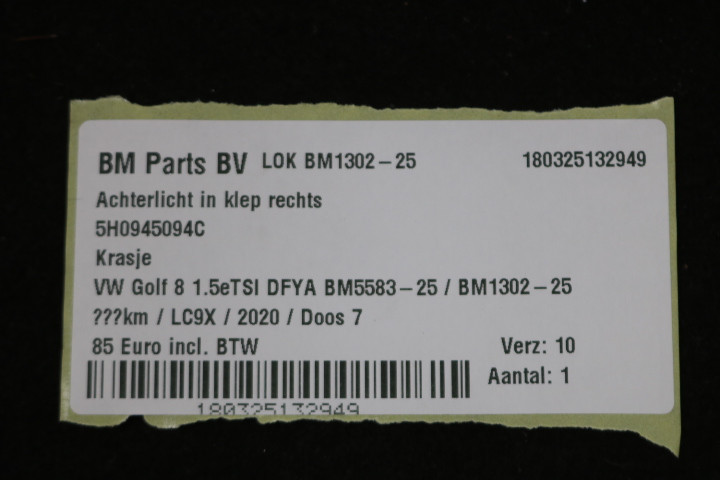 BM Parts BV LOK BM1302-25 180325132949
Achterlicht in klep rechts
5H0945094C
Krasje
VW Golf 8 1.5eTSI DFYA BM5583-25 / BM1302-25
???km / LC9X / 2020 / Doos 7
85 Euro incl. BTW Verz: 10
Aantal: 1
180325132949